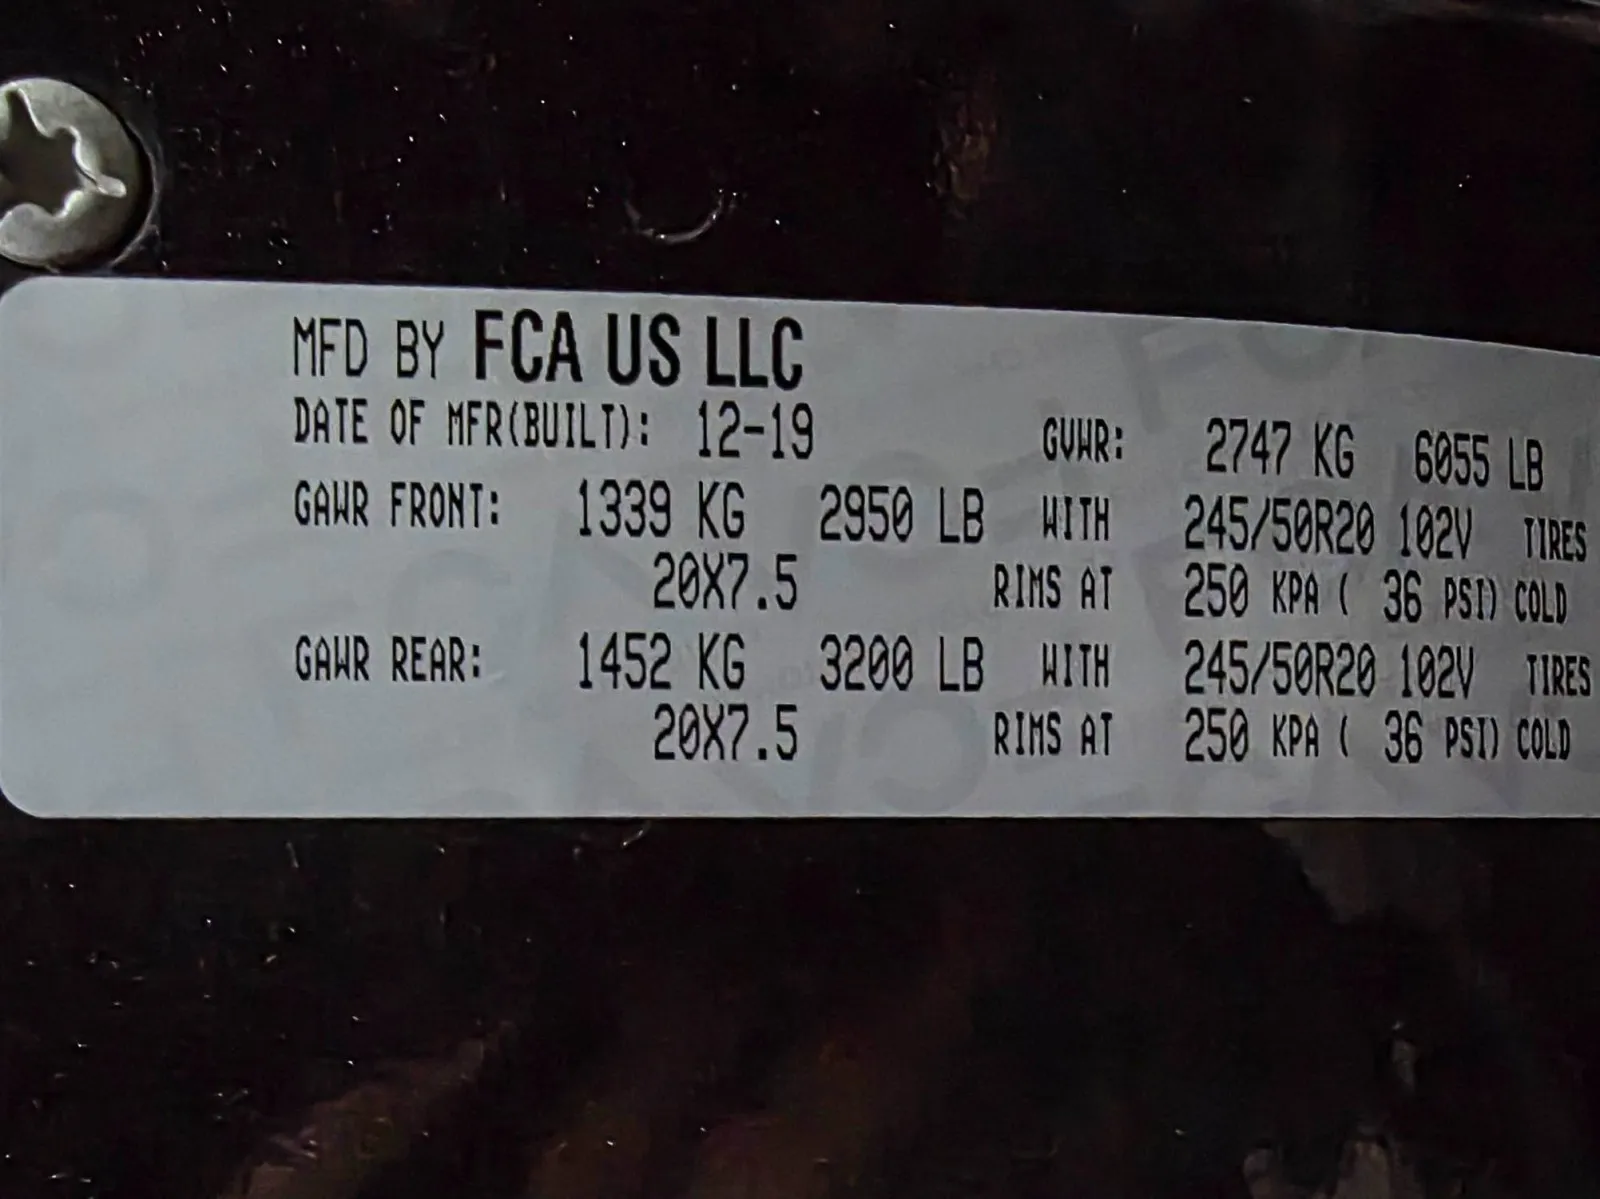 MFD BY FCA US LLC
DATE OF MFR(BUILT): 12-19 GVWR: 2747 KG 6055 LB
GAWR FRONT: 1339 KG 2950 LB WITH 245/50R20 102V TIRES
20X7.5 RIMS AT 250 KPA ( 36 PSI) COLD
GAWR REAR: 1452 KG 3200 LB WITH 245/50R20 102V TIRES
20X7.5 RIMS AT 250 KPA ( 36 PSI) COLD